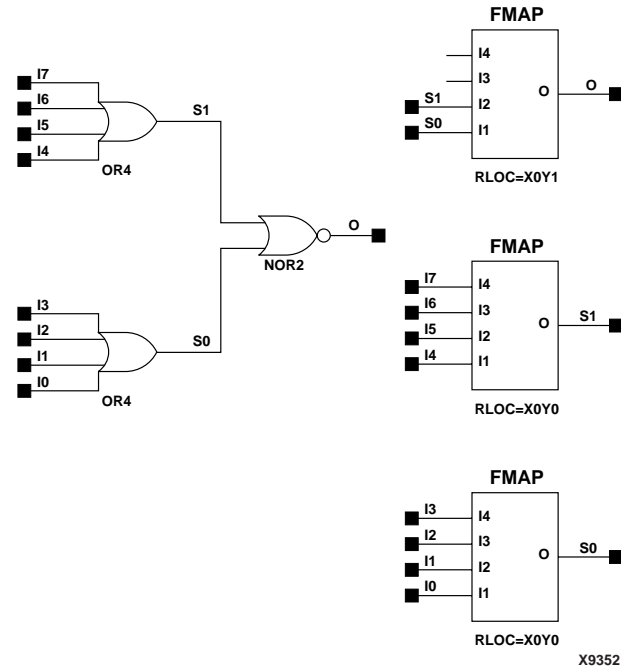 I7
I6
I5
I4
OR4
S1
I3
I2
I1
I0
OR4
S0
NOR2
O
FMAP
I4
I3
S1 I2
S0 I1
O O
RLOC=X0Y1
FMAP
I7 I4
I6 I3
I5 I2
I4 I1
O S1
RLOC=X0Y0
FMAP
I3 I4
I2 I3
I1 I2
I0 I1
O S0
RLOC=X0Y0
X9352